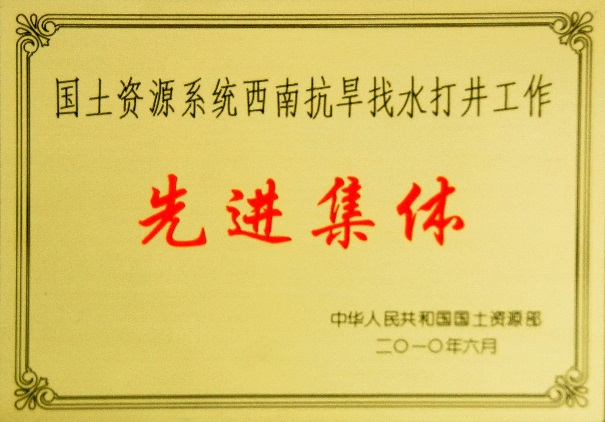 国土资源系统西南抗旱找水打井工作
先进集体
中华人民共和国国土资源部
二〇一〇年六月